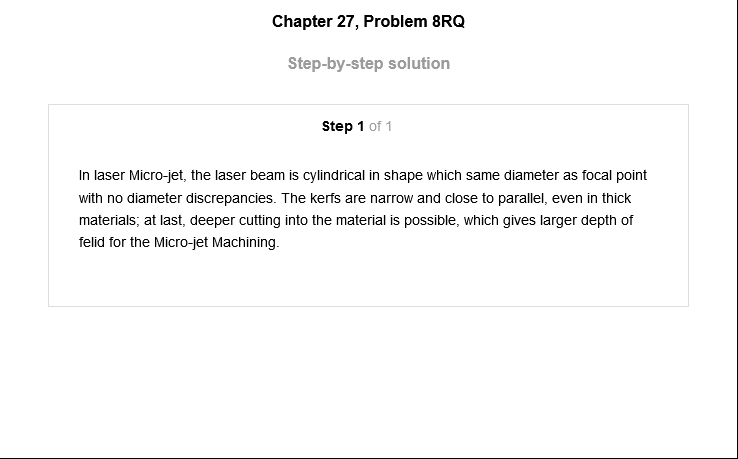 Chapter 27, Problem 8RQ
Step-by-step solution
Step 1 of 1
In laser Micro-jet, the laser beam is cylindrical in shape which same diameter as focal point
with no diameter discrepancies. The kerfs are narrow and close to parallel, even in thick
materials; at last, deeper cutting into the material is possible, which gives larger depth of
felid for the Micro-jet Machining.